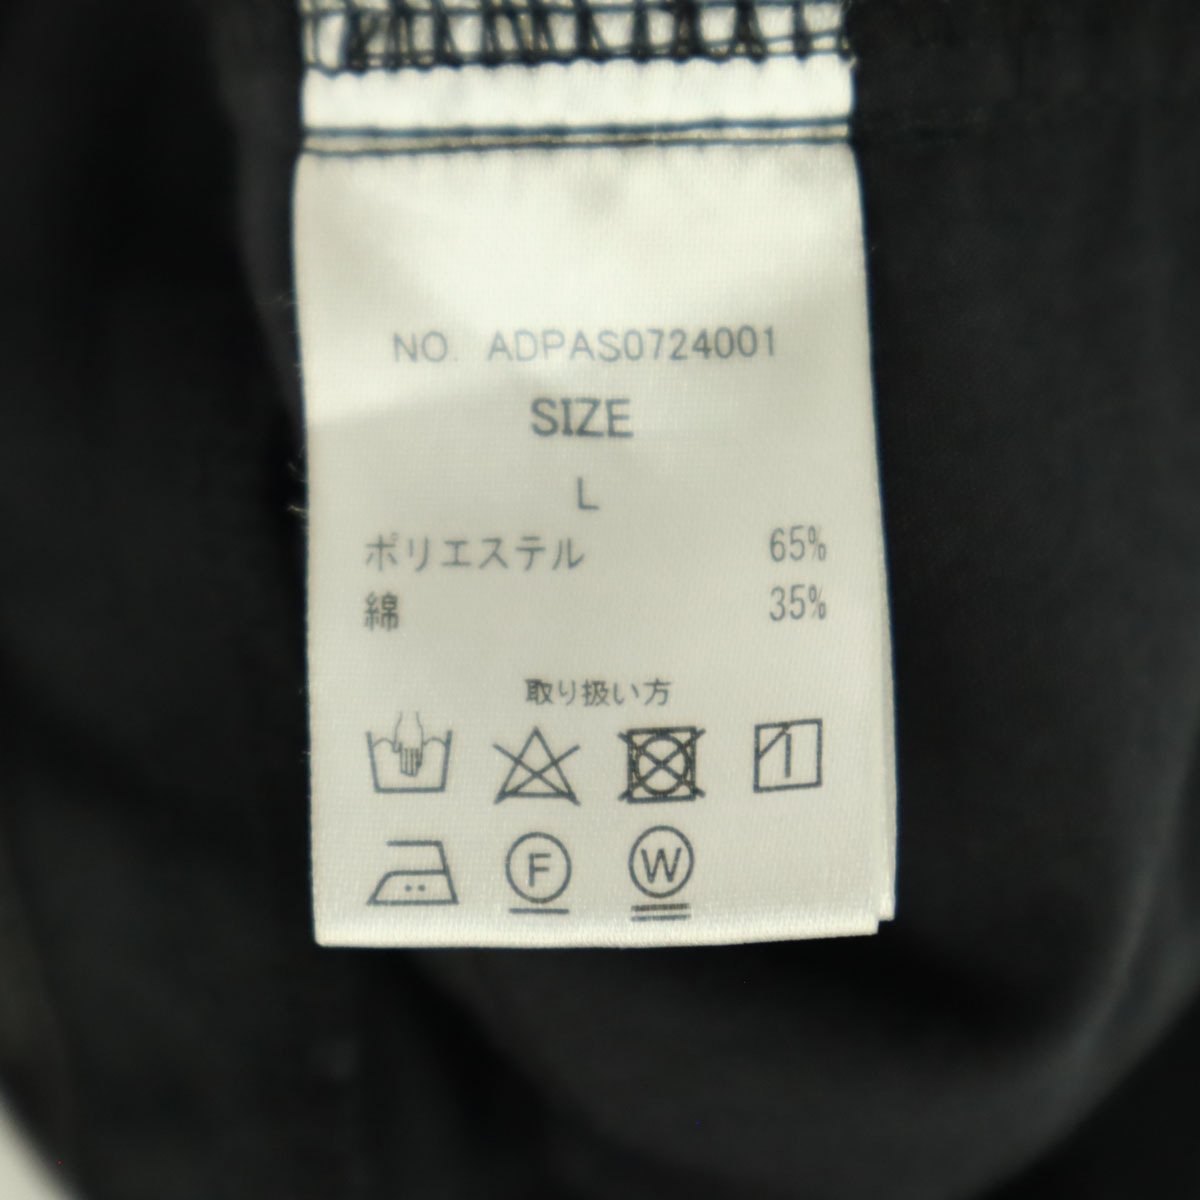 NO. ADPAS0724001
SIZE
L
ポリエステル 65%
綿 35%
取り扱い方
F W